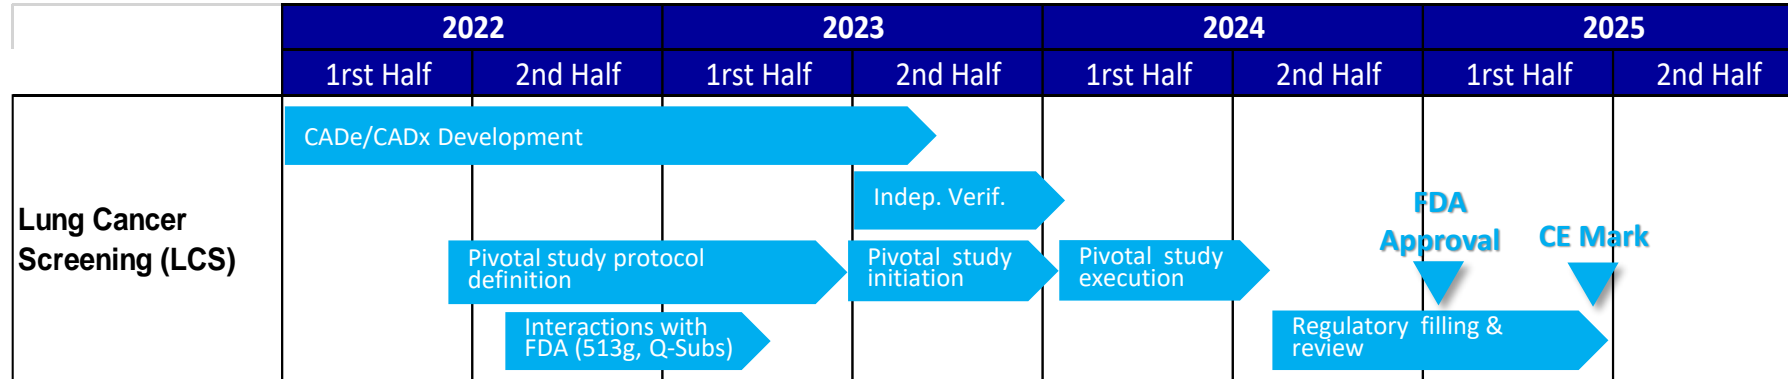 2022 2023 2024 2025
1rst Half 2nd Half 1rst Half 2nd Half 1rst Half 2nd Half 1rst Half 2nd Half
Lung Cancer
Screening (LCS)
CADe/CADx Development
Indep. Verif.
Pivotal study protocol
definition
Pivotal study
initiation
Pivotal study
execution
FDA
Approval
CE Mark
Interactions with
FDA (513g, Q-Subs)
Regulatory filling &
review